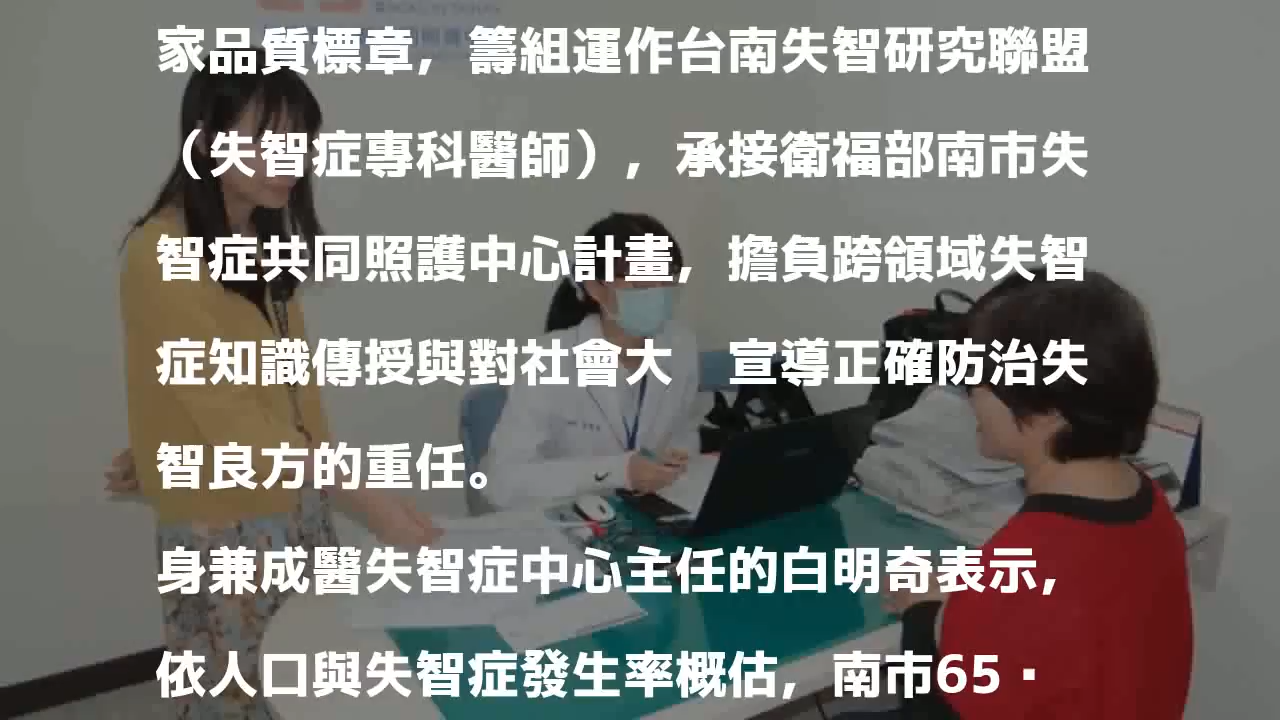 家品質標章，籌組運作台南失智研究聯盟
（失智症專科醫師），承接衛福部南市失
智症共同照護中心計畫，擔負跨領域失智
症知識傳授與對社會大　宣導正確防治失
智良方的重任。
身兼成醫失智症中心主任的白明奇表示，
依人口與失智症發生率概估，南市65‧